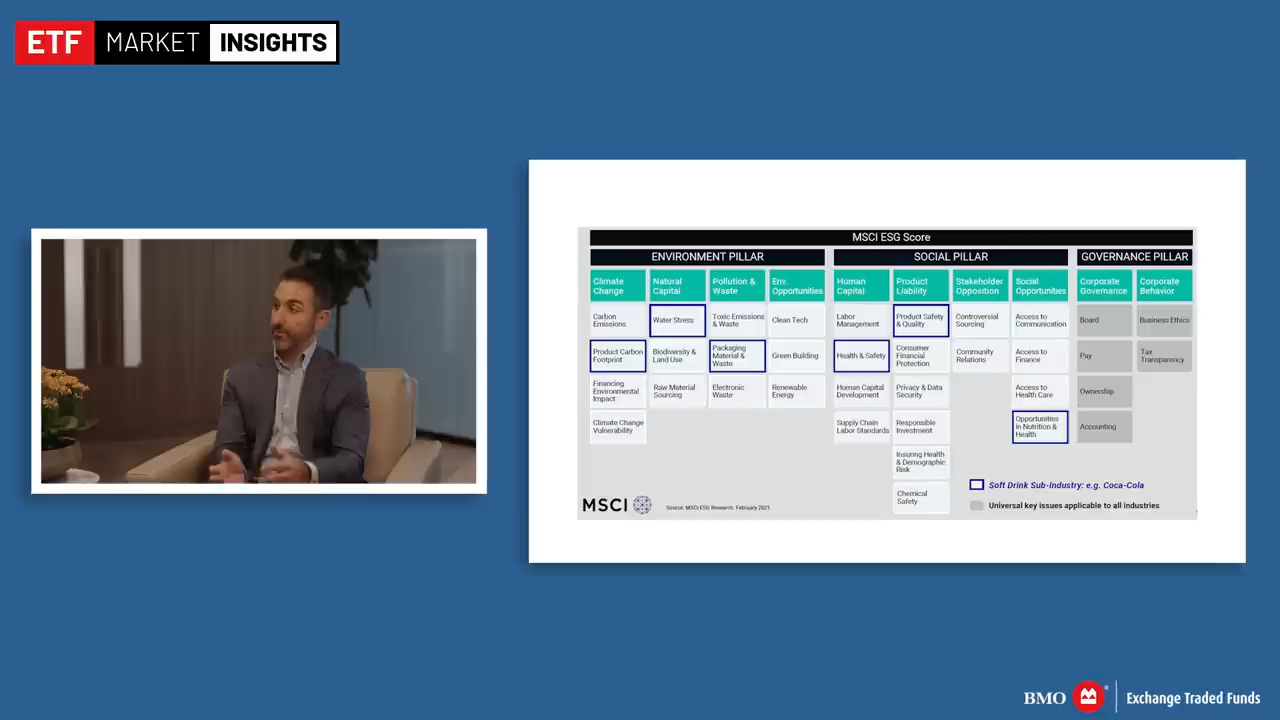 ETF MARKET INSIGHTS
MSCI ESG Score
ENVIRONMENT PILLAR
SOCIAL PILLAR
GOVERNANCE PILLAR
Climate
Change
Natural
Capital
Pollution &
Waste
Env.
Opportunities
Human
Capital
Product
Liability
Stakeholder
Opposition
Social
Opportunities
Corporate
Governance
Corporate
Behavior
Carbon
Emissions
Water Stress
Toxic Emissions
& Waste
Clean Tech
Labor
Management
Product Safety
& Quality
Controversial
Sourcing
Access to
Communication
Board
Business Ethics
Product Carbon
Footprint
Biodiversity &
Land Use
Packaging
Material &
Waste
Green Building
Health & Safety
Consumer
Financial
Protection
Community
Relations
Access to
Finance
Pay
Tax
Transparency
Financing
Environmental
Impact
Raw Material
Sourcing
Electronic
Waste
Renewable
Energy
Human Capital
Development
Privacy & Data
Security
Access to
Health Care
Ownership
Climate Change
Vulnerability
Supply Chain
Labor Standards
Responsible
Investment
Opportunities
in Nutrition &
Health
Accounting
Insuring Health
& Demographic
Risk
Chemical
Safety
Soft Drink Sub-Industry: e.g. Coca-Cola
Universal key issues applicable to all industries
MSCI
Source: MSCI ESG Research. February 2021.
BMO Exchange Traded Funds